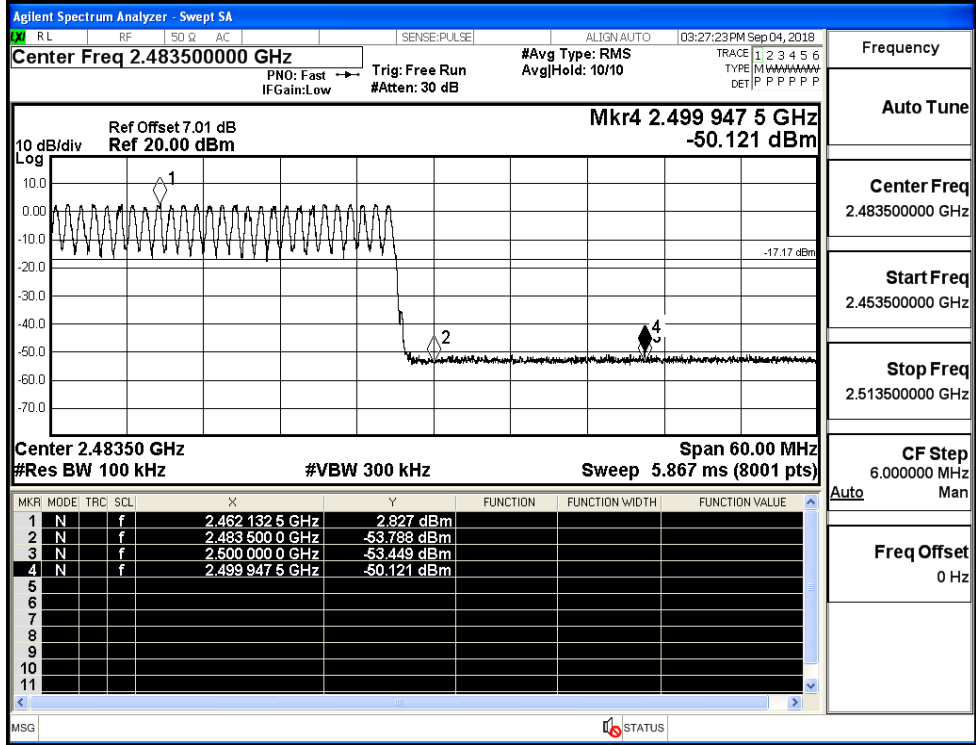 Agilent Spectrum Analyzer - Swept SA
LXI RL RF 50 Ω AC SENSE:PULSE ALIGN AUTO 03:27:23 PM Sep 04, 2018
Center Freq 2.483500000 GHz
PNO: Fast
IFGain:Low
Trig: Free Run
#Atten: 30 dB
#Avg Type: RMS
Avg|Hold: 10/10
TRACE 1 2 3 4 5 6
TYPE M WWWWW
DET P P P P P P
Ref Offset 7.01 dB
Ref 20.00 dBm
10 dB/div
Log
Mkr4 2.499 947 5 GHz
-50.121 dBm
10.0
0.00
-10.0
-20.0
-30.0
-40.0
-50.0
-60.0
-70.0
1
2
4
-17.17 dBm
Center 2.48350 GHz
Span 60.00 MHz
#Res BW 100 kHz
#VBW 300 kHz
Sweep 5.867 ms (8001 pts)
MKR MODE TRC SCL X Y FUNCTION FUNCTION WIDTH FUNCTION VALUE
1 N f 2.462 132 5 GHz 2.827 dBm
2 N f 2.483 500 0 GHz -53.788 dBm
3 N f 2.500 000 0 GHz -53.449 dBm
4 N f 2.499 947 5 GHz -50.121 dBm
5
6
7
8
9
10
11
MSG
STATUS
Frequency
Auto Tune
Center Freq
2.483500000 GHz
Start Freq
2.453500000 GHz
Stop Freq
2.513500000 GHz
CF Step
6.000000 MHz
Auto Man
Freq Offset
0 Hz